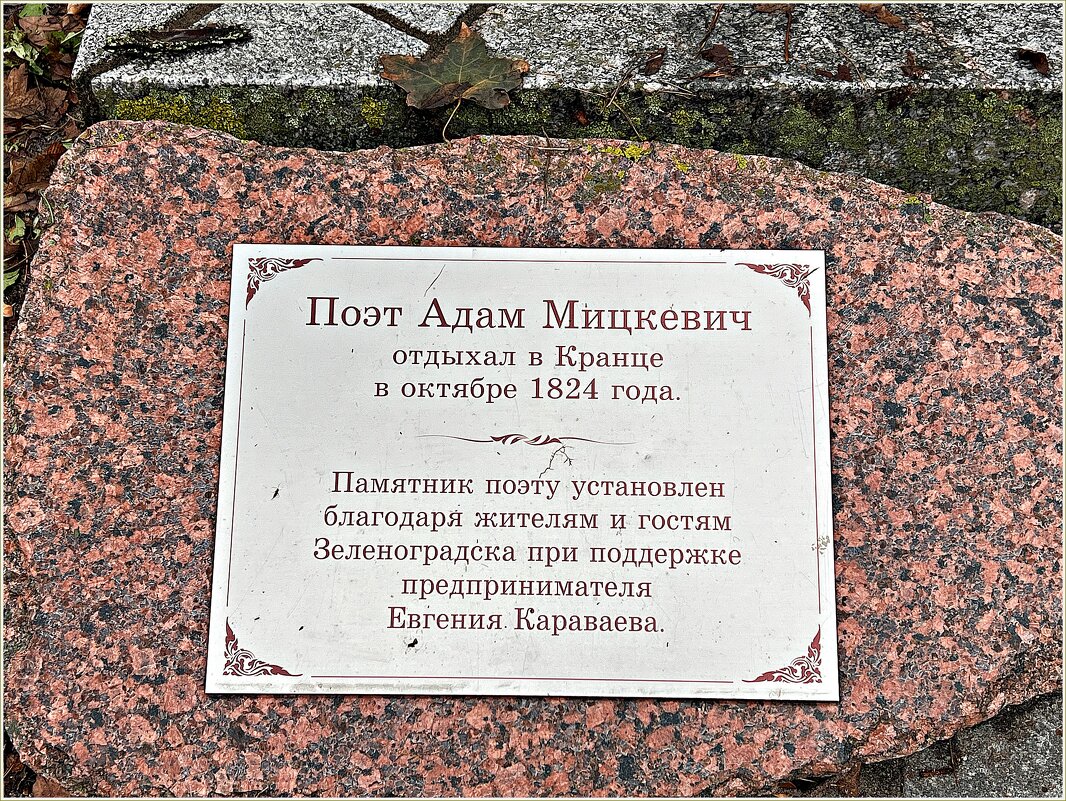 Поэт Адам Мицкевич
отдыхал в Кранце
в октябре 1824 года.
Памятник поэту установлен
благодаря жителям и гостям
Зеленоградска при поддержке
предпринимателя
Евгения Караваева.